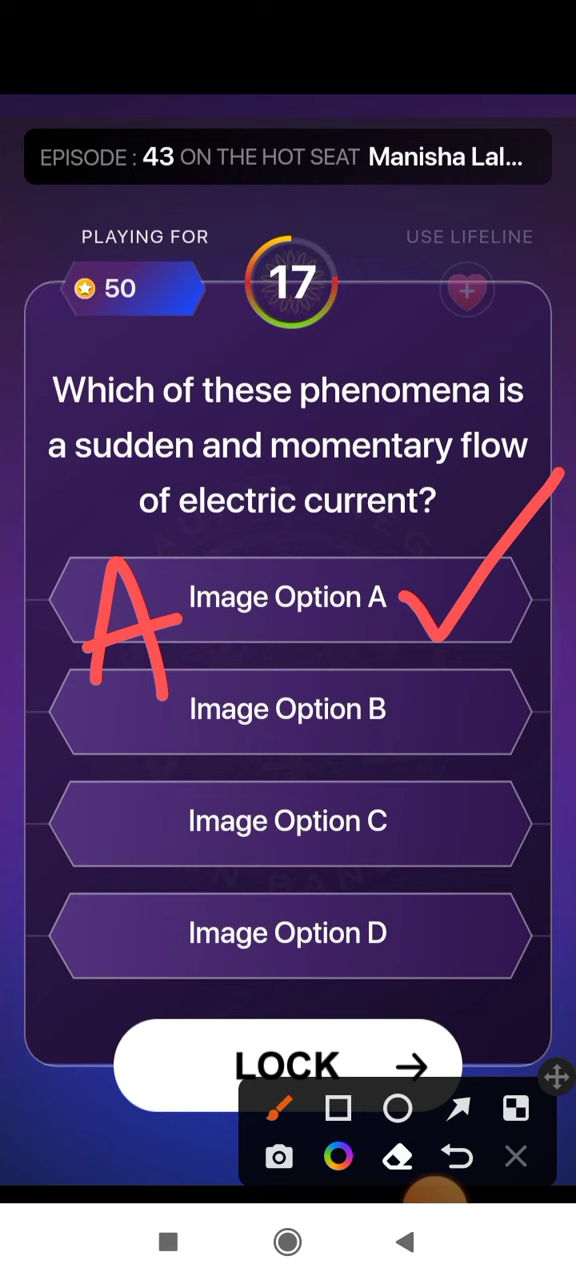 EPISODE : 43 ON THE HOT SEAT Manisha Lal...
PLAYING FOR
USE LIFELINE
50
17
Which of these phenomena is
a sudden and momentary flow
of electric current?
A
Image Option A
Image Option B
Image Option C
Image Option D
LOCK